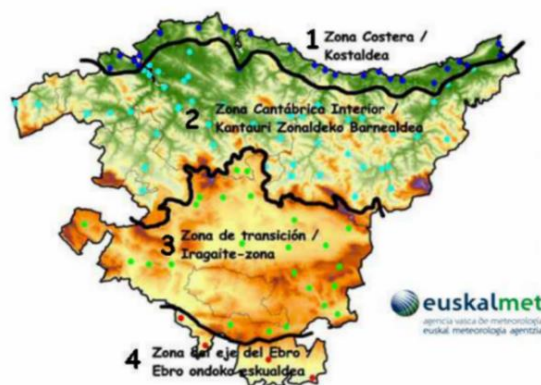 1 Zona Costera /
Kostaldea
2 Zona Cantábrica Interior /
Kantauri Zonaldeko Barnealdea
3 Zona de transición /
Iragaite-zona
4 Zona del eje del Ebro /
Ebro ondoko eskualdea
euskalmet
agencia vasca de meteorología
euskal meteorologia agentzia